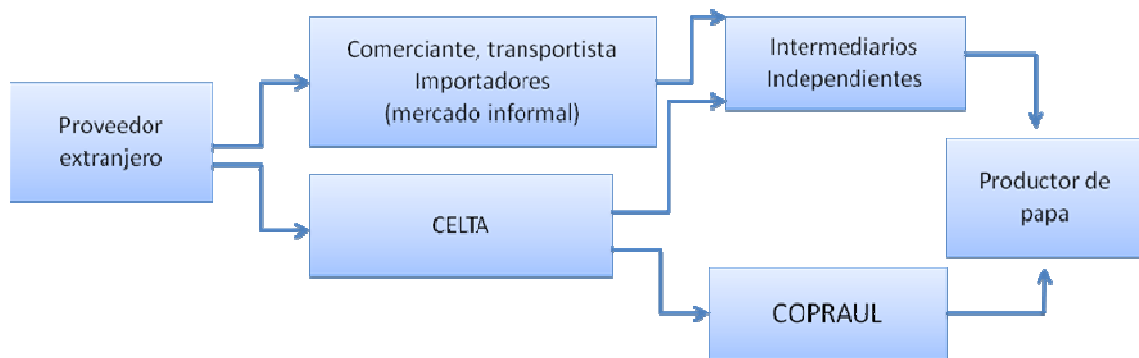 Proveedor
extranjero
Comerciante, transportista
Importadores
(mercado informal)
CELTA
Intermediarios
Independientes
COPRAUL
Productor de
papa